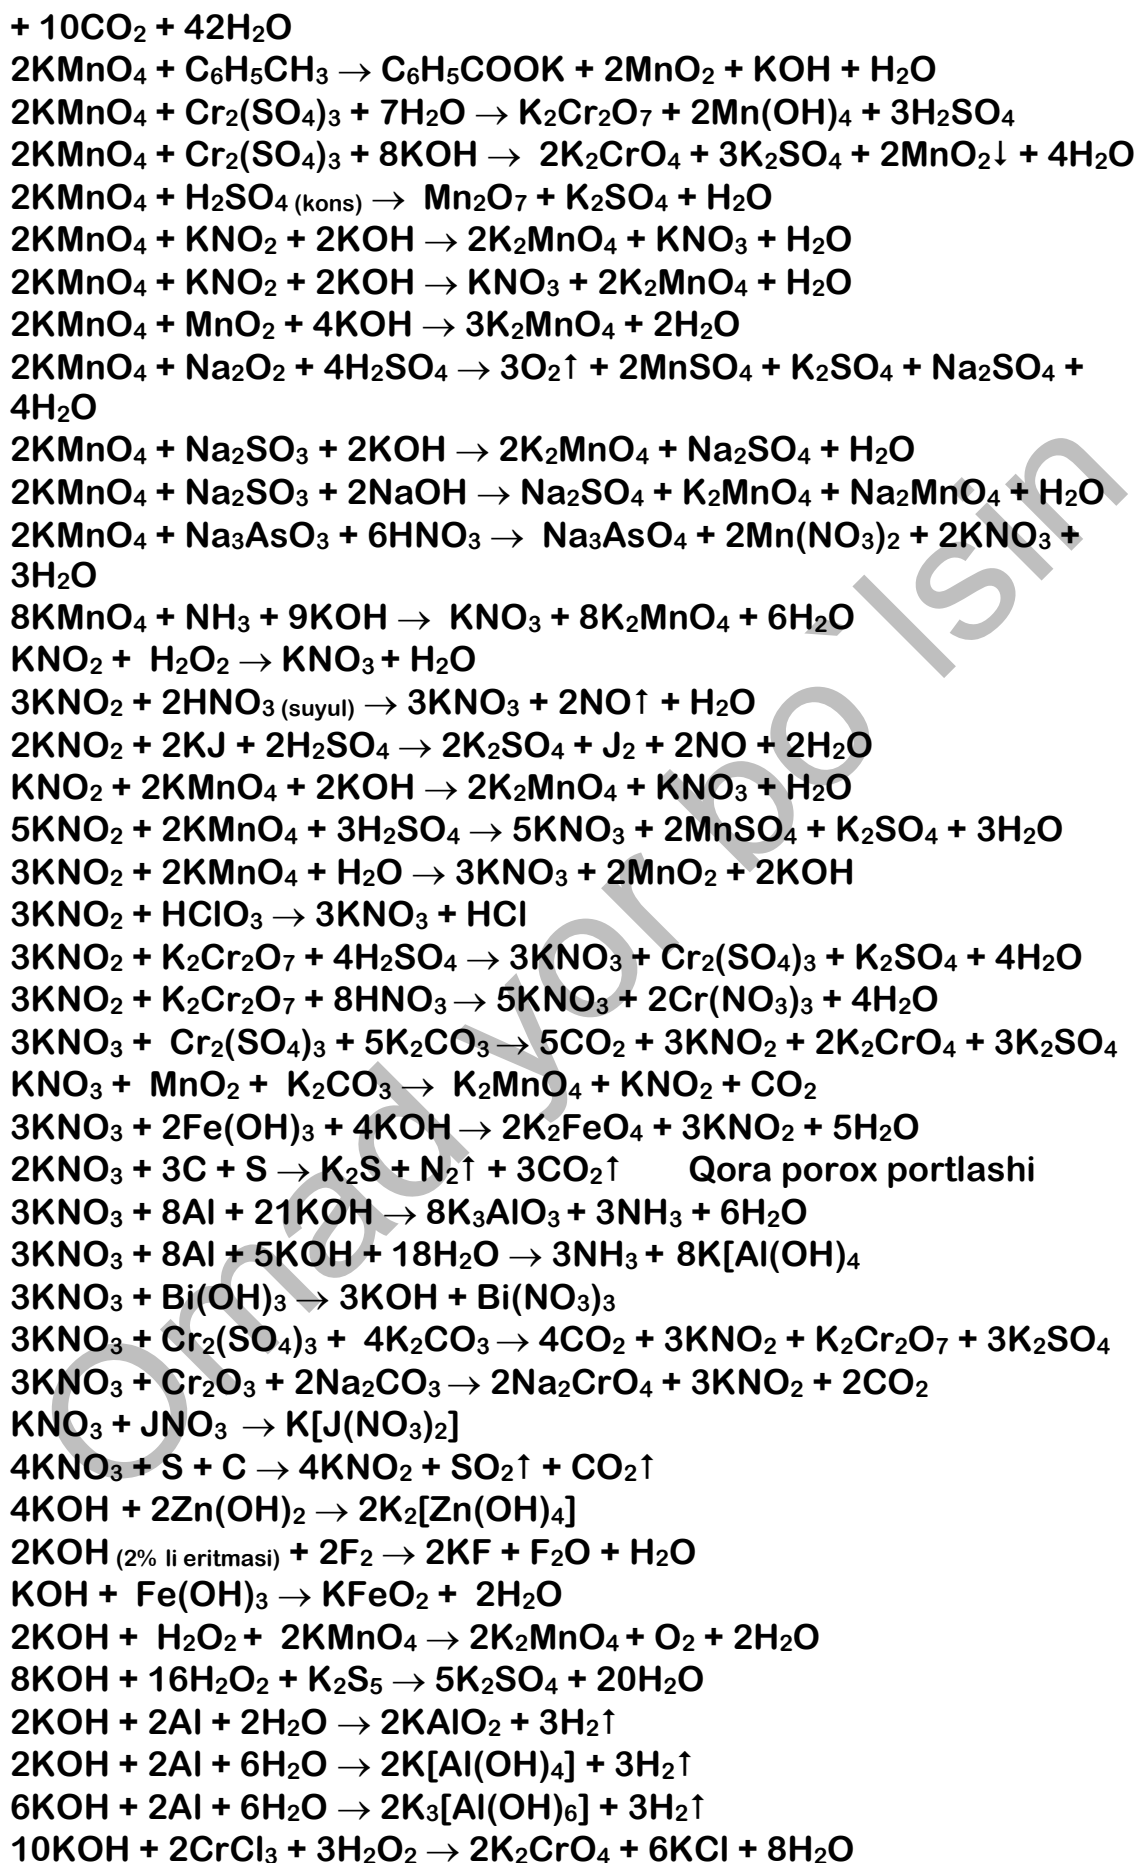 + 10CO₂ + 42H₂O
2KMnO₄ + C₆H₅CH₃ → C₆H₅COOK + 2MnO₂ + KOH + H₂O
2KMnO₄ + Cr₂(SO₄)₃ + 7H₂O → K₂Cr₂O₇ + 2Mn(OH)₄ + 3H₂SO₄
2KMnO₄ + Cr₂(SO₄)₃ + 8KOH → 2K₂CrO₄ + 3K₂SO₄ + 2MnO₂↓ + 4H₂O
2KMnO₄ + H₂SO₄ (kons) → Mn₂O₇ + K₂SO₄ + H₂O
2KMnO₄ + KNO₂ + 2KOH → 2K₂MnO₄ + KNO₃ + H₂O
2KMnO₄ + KNO₂ + 2KOH → KNO₃ + 2K₂MnO₄ + H₂O
2KMnO₄ + MnO₂ + 4KOH → 3K₂MnO₄ + 2H₂O
2KMnO₄ + Na₂O₂ + 4H₂SO₄ → 3O₂↑ + 2MnSO₄ + K₂SO₄ + Na₂SO₄ +
4H₂O
2KMnO₄ + Na₂SO₃ + 2KOH → 2K₂MnO₄ + Na₂SO₄ + H₂O
2KMnO₄ + Na₂SO₃ + 2NaOH → Na₂SO₄ + K₂MnO₄ + Na₂MnO₄ + H₂O
2KMnO₄ + Na₃AsO₃ + 6HNO₃ → Na₃AsO₄ + 2Mn(NO₃)₂ + 2KNO₃ +
3H₂O
8KMnO₄ + NH₃ + 9KOH → KNO₃ + 8K₂MnO₄ + 6H₂O
KNO₂ + H₂O₂ → KNO₃ + H₂O
3KNO₂ + 2HNO₃ (suyul) → 3KNO₃ + 2NO↑ + H₂O
2KNO₂ + 2KJ + 2H₂SO₄ → 2K₂SO₄ + J₂ + 2NO + 2H₂O
KNO₂ + 2KMnO₄ + 2KOH → 2K₂MnO₄ + KNO₃ + H₂O
5KNO₂ + 2KMnO₄ + 3H₂SO₄ → 5KNO₃ + 2MnSO₄ + K₂SO₄ + 3H₂O
3KNO₂ + 2KMnO₄ + H₂O → 3KNO₃ + 2MnO₂ + 2KOH
3KNO₂ + HClO₃ → 3KNO₃ + HCl
3KNO₂ + K₂Cr₂O₇ + 4H₂SO₄ → 3KNO₃ + Cr₂(SO₄)₃ + K₂SO₄ + 4H₂O
3KNO₂ + K₂Cr₂O₇ + 8HNO₃ → 5KNO₃ + 2Cr(NO₃)₃ + 4H₂O
3KNO₃ + Cr₂(SO₄)₃ + 5K₂CO₃ → 5CO₂ + 3KNO₂ + 2K₂CrO₄ + 3K₂SO₄
KNO₃ + MnO₂ + K₂CO₃ → K₂MnO₄ + KNO₂ + CO₂
3KNO₃ + 2Fe(OH)₃ + 4KOH → 2K₂FeO₄ + 3KNO₂ + 5H₂O
2KNO₃ + 3C + S → K₂S + N₂↑ + 3CO₂↑ Qora porox portlashi
3KNO₃ + 8Al + 21KOH → 8K₃AlO₃ + 3NH₃ + 6H₂O
3KNO₃ + 8Al + 5KOH + 18H₂O → 3NH₃ + 8K[Al(OH)₄
3KNO₃ + Bi(OH)₃ → 3KOH + Bi(NO₃)₃
3KNO₃ + Cr₂(SO₄)₃ + 4K₂CO₃ → 4CO₂ + 3KNO₂ + K₂Cr₂O₇ + 3K₂SO₄
3KNO₃ + Cr₂O₃ + 2Na₂CO₃ → 2Na₂CrO₄ + 3KNO₂ + 2CO₂
KNO₃ + JNO₃ → K[J(NO₃)₂]
4KNO₃ + S + C → 4KNO₂ + SO₂↑ + CO₂↑
4KOH + 2Zn(OH)₂ → 2K₂[Zn(OH)₄]
2KOH (2% li eritmasi) + 2F₂ → 2KF + F₂O + H₂O
KOH + Fe(OH)₃ → KFeO₂ + 2H₂O
2KOH + H₂O₂ + 2KMnO₄ → 2K₂MnO₄ + O₂ + 2H₂O
8KOH + 16H₂O₂ + K₂S₅ → 5K₂SO₄ + 20H₂O
2KOH + 2Al + 2H₂O → 2KAlO₂ + 3H₂↑
2KOH + 2Al + 6H₂O → 2K[Al(OH)₄] + 3H₂↑
6KOH + 2Al + 6H₂O → 2K₃[Al(OH)₆] + 3H₂↑
10KOH + 2CrCl₃ + 3H₂O₂ → 2K₂CrO₄ + 6KCl + 8H₂O
Omad yor bo`lsin